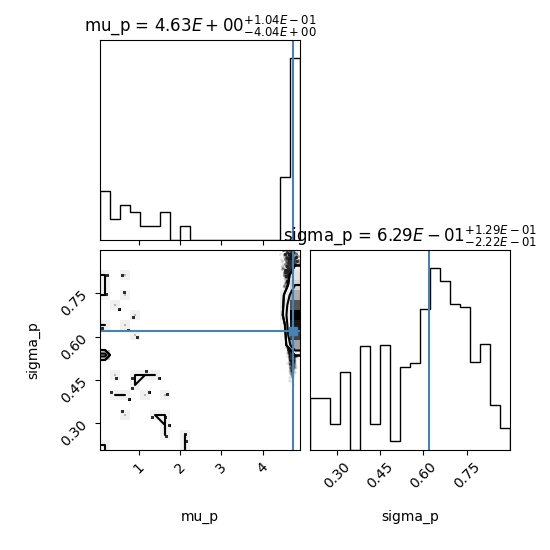 mu_p = 4.63E + 00+1.04E−01
−4.04E+00
sigma_p = 6.29E − 01+1.29E−01
−2.22E−01
sigma_p
0.75
0.60
0.45
0.30
1 2 3 4
0.30 0.45 0.60 0.75
mu_p
sigma_p